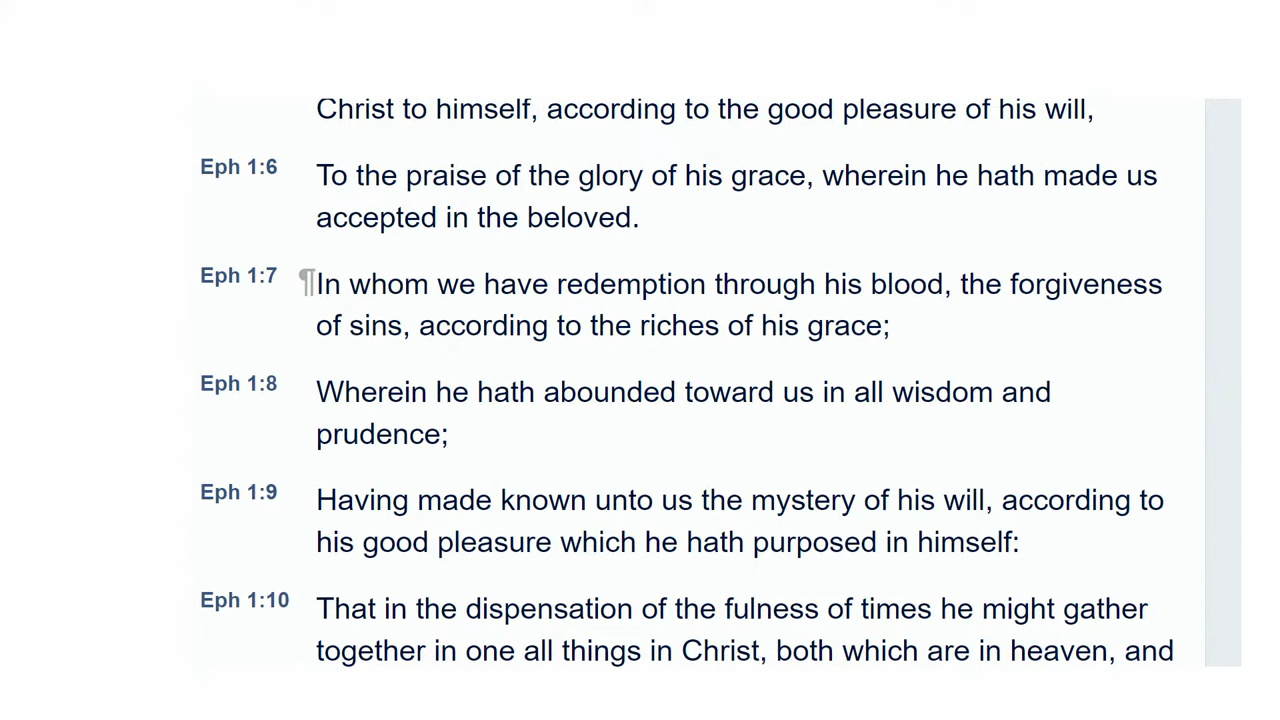 Christ to himself, according to the good pleasure of his will,
Eph 1:6 To the praise of the glory of his grace, wherein he hath made us
accepted in the beloved.
Eph 1:7 ¶In whom we have redemption through his blood, the forgiveness
of sins, according to the riches of his grace;
Eph 1:8 Wherein he hath abounded toward us in all wisdom and
prudence;
Eph 1:9 Having made known unto us the mystery of his will, according to
his good pleasure which he hath purposed in himself:
Eph 1:10 That in the dispensation of the fulness of times he might gather
together in one all things in Christ, both which are in heaven, and